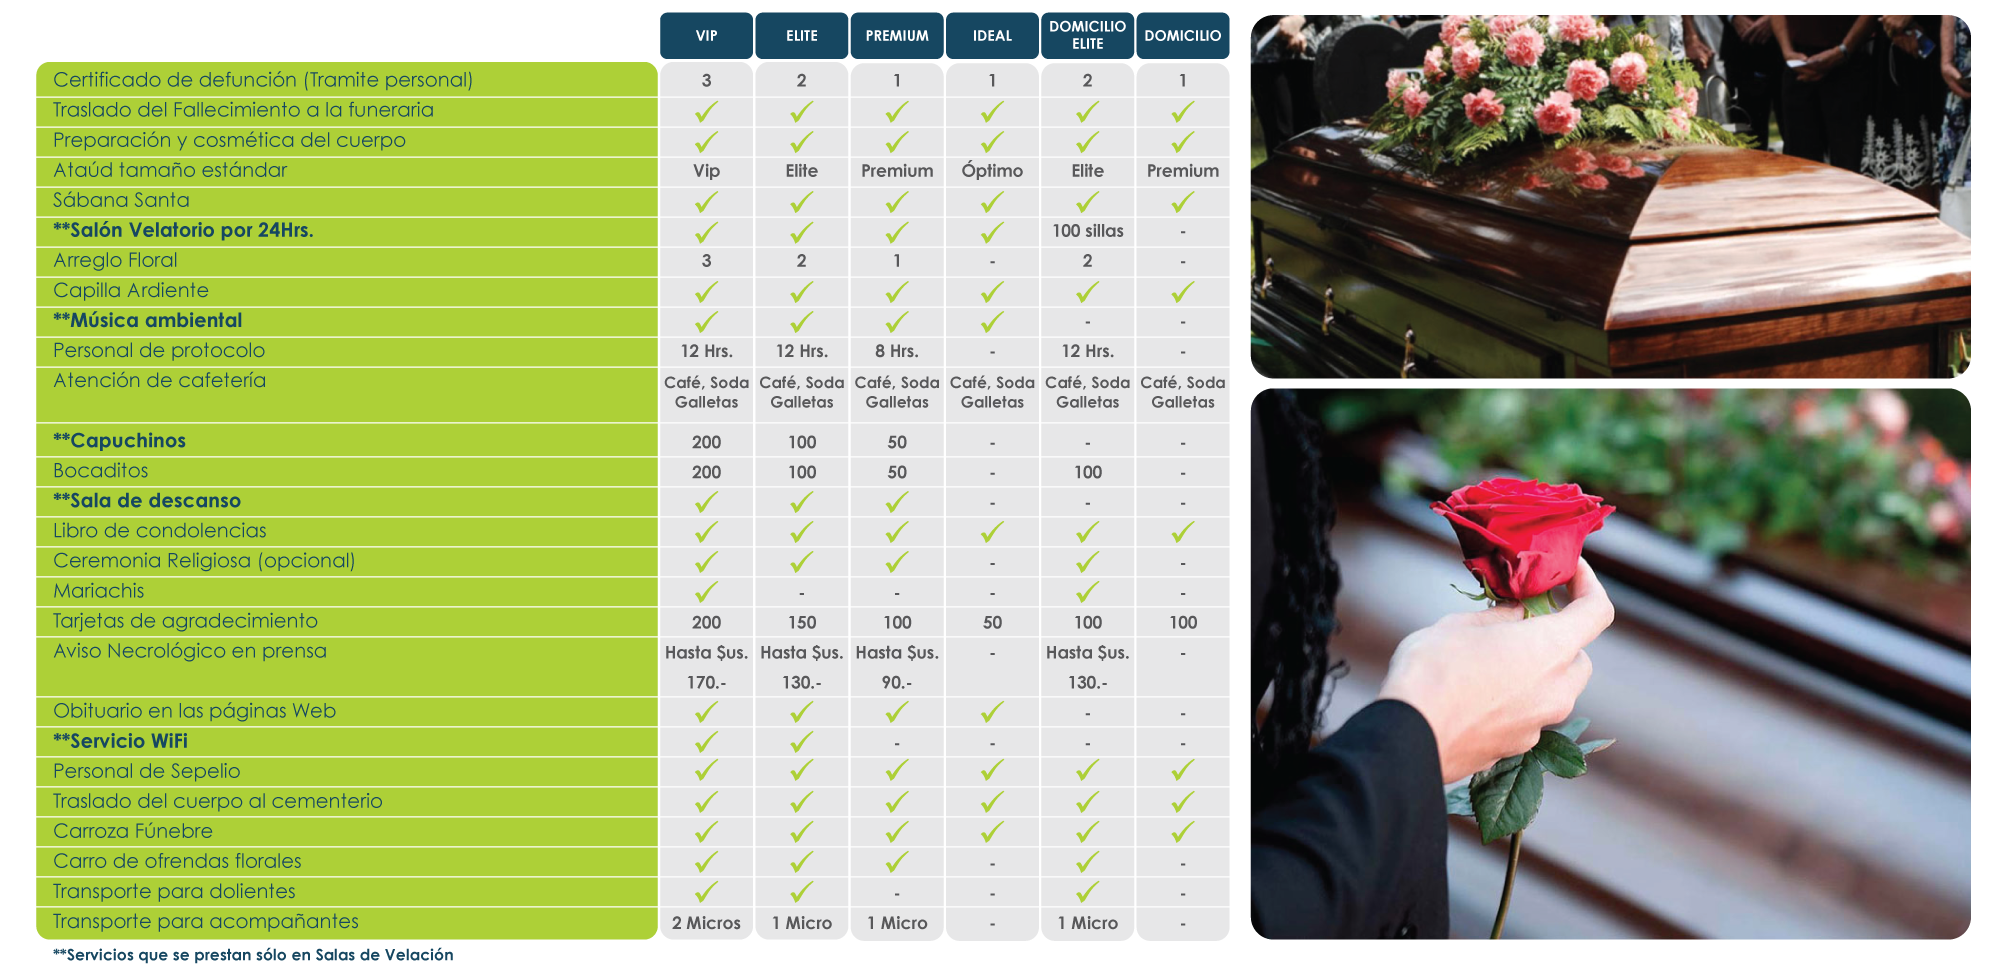 VIP ELITE PREMIUM IDEAL DOMICILIO ELITE DOMICILIO
Certificado de defunción (Tramite personal) 3 2 1 1 2 1
Traslado del Fallecimiento a la funeraria ✓ ✓ ✓ ✓ ✓ ✓
Preparación y cosmética del cuerpo ✓ ✓ ✓ ✓ ✓ ✓
Ataúd tamaño estándar Vip Elite Premium Óptimo Elite Premium
Sábana Santa ✓ ✓ ✓ ✓ ✓ ✓
**Salón Velatorio por 24Hrs. ✓ ✓ ✓ ✓ 100 sillas -
Arreglo Floral 3 2 1 - 2 -
Capilla Ardiente ✓ ✓ ✓ ✓ ✓ ✓
**Música ambiental ✓ ✓ ✓ ✓ - -
Personal de protocolo 12 Hrs. 12 Hrs. 8 Hrs. - 12 Hrs. -
Atención de cafetería Café, Soda Café, Soda Café, Soda Café, Soda Café, Soda Café, Soda
Galletas Galletas Galletas Galletas Galletas Galletas
**Capuchinos 200 100 50 - - -
Bocaditos 200 100 50 - 100 -
**Sala de descanso ✓ ✓ ✓ - - -
Libro de condolencias ✓ ✓ ✓ ✓ ✓ ✓
Ceremonia Religiosa (opcional) ✓ ✓ ✓ - ✓ -
Mariachis ✓ - - - ✓ -
Tarjetas de agradecimiento 200 150 100 50 100 100
Aviso Necrológico en prensa Hasta $us. Hasta $us. Hasta $us. - Hasta $us. -
170.- 130.- 90.- 130.-
Obituario en las páginas Web ✓ ✓ ✓ ✓ - -
**Servicio WiFi ✓ ✓ - - - -
Personal de Sepelio ✓ ✓ ✓ ✓ ✓ ✓
Traslado del cuerpo al cementerio ✓ ✓ ✓ ✓ ✓ ✓
Carroza Fúnebre ✓ ✓ ✓ ✓ ✓ ✓
Carro de ofrendas florales ✓ ✓ ✓ - ✓ -
Transporte para dolientes ✓ ✓ - - ✓ -
Transporte para acompañantes 2 Micros 1 Micro 1 Micro - 1 Micro -
**Servicios que se prestan sólo en Salas de Velación